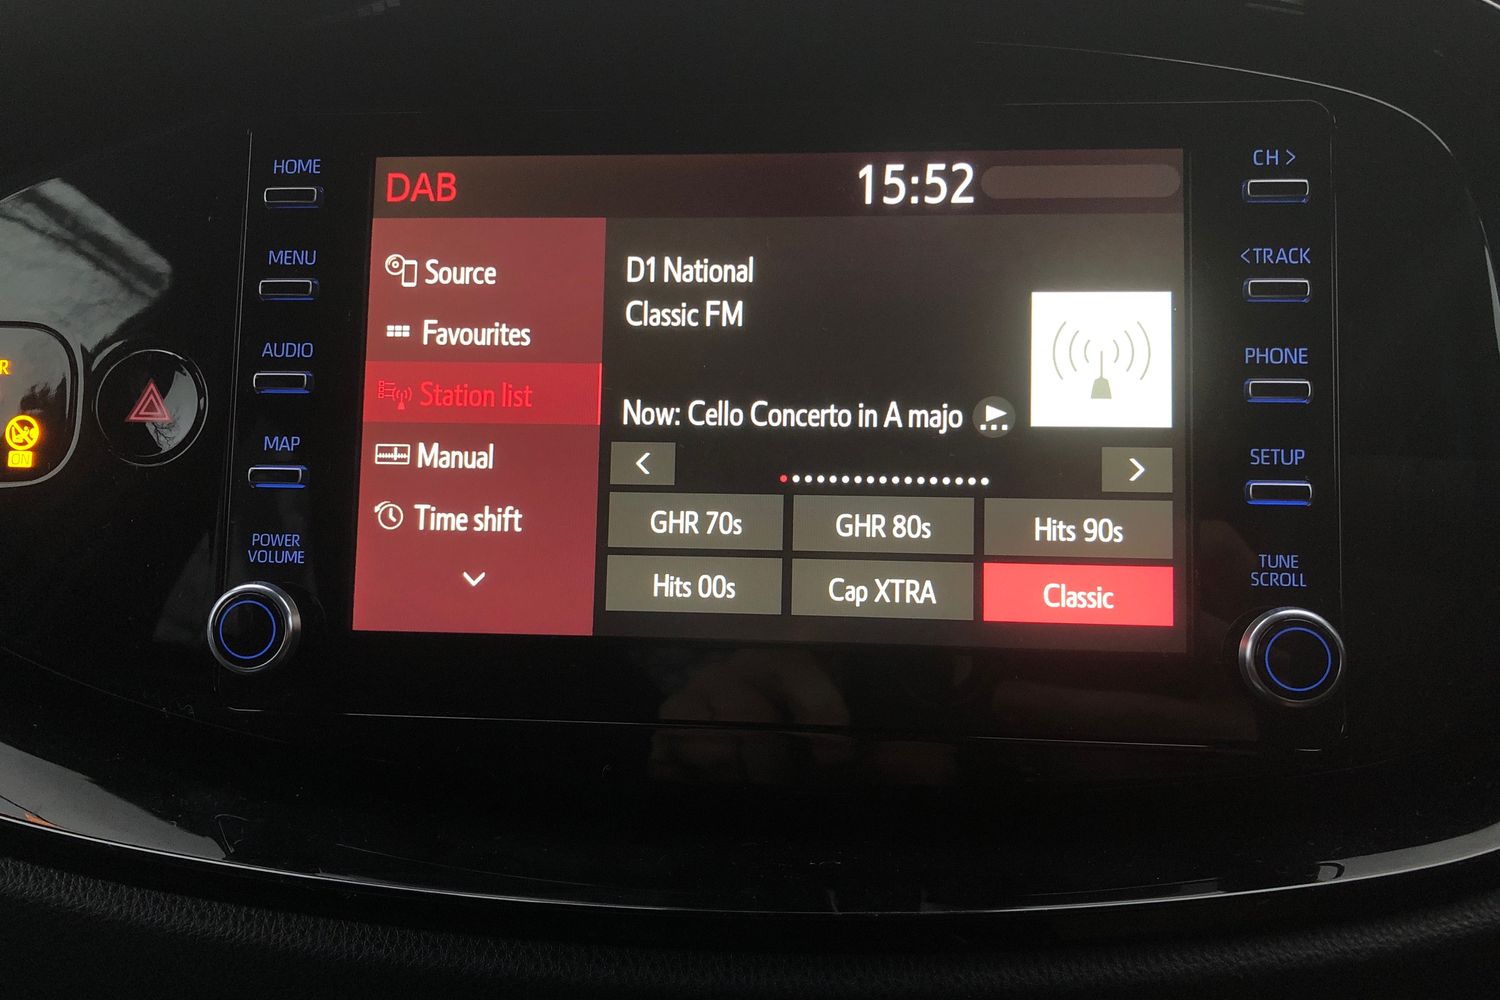 HOME
MENU
AUDIO
MAP
POWER
VOLUME
ON
DAB
15:52
Source
Favourites
Station list
Manual
Time shift
D1 National
Classic FM
Now: Cello Concerto in A majo
<
>
GHR 70s
GHR 80s
Hits 90s
Hits 00s
Cap XTRA
Classic
CH >
<TRACK
PHONE
SETUP
TUNE
SCROLL